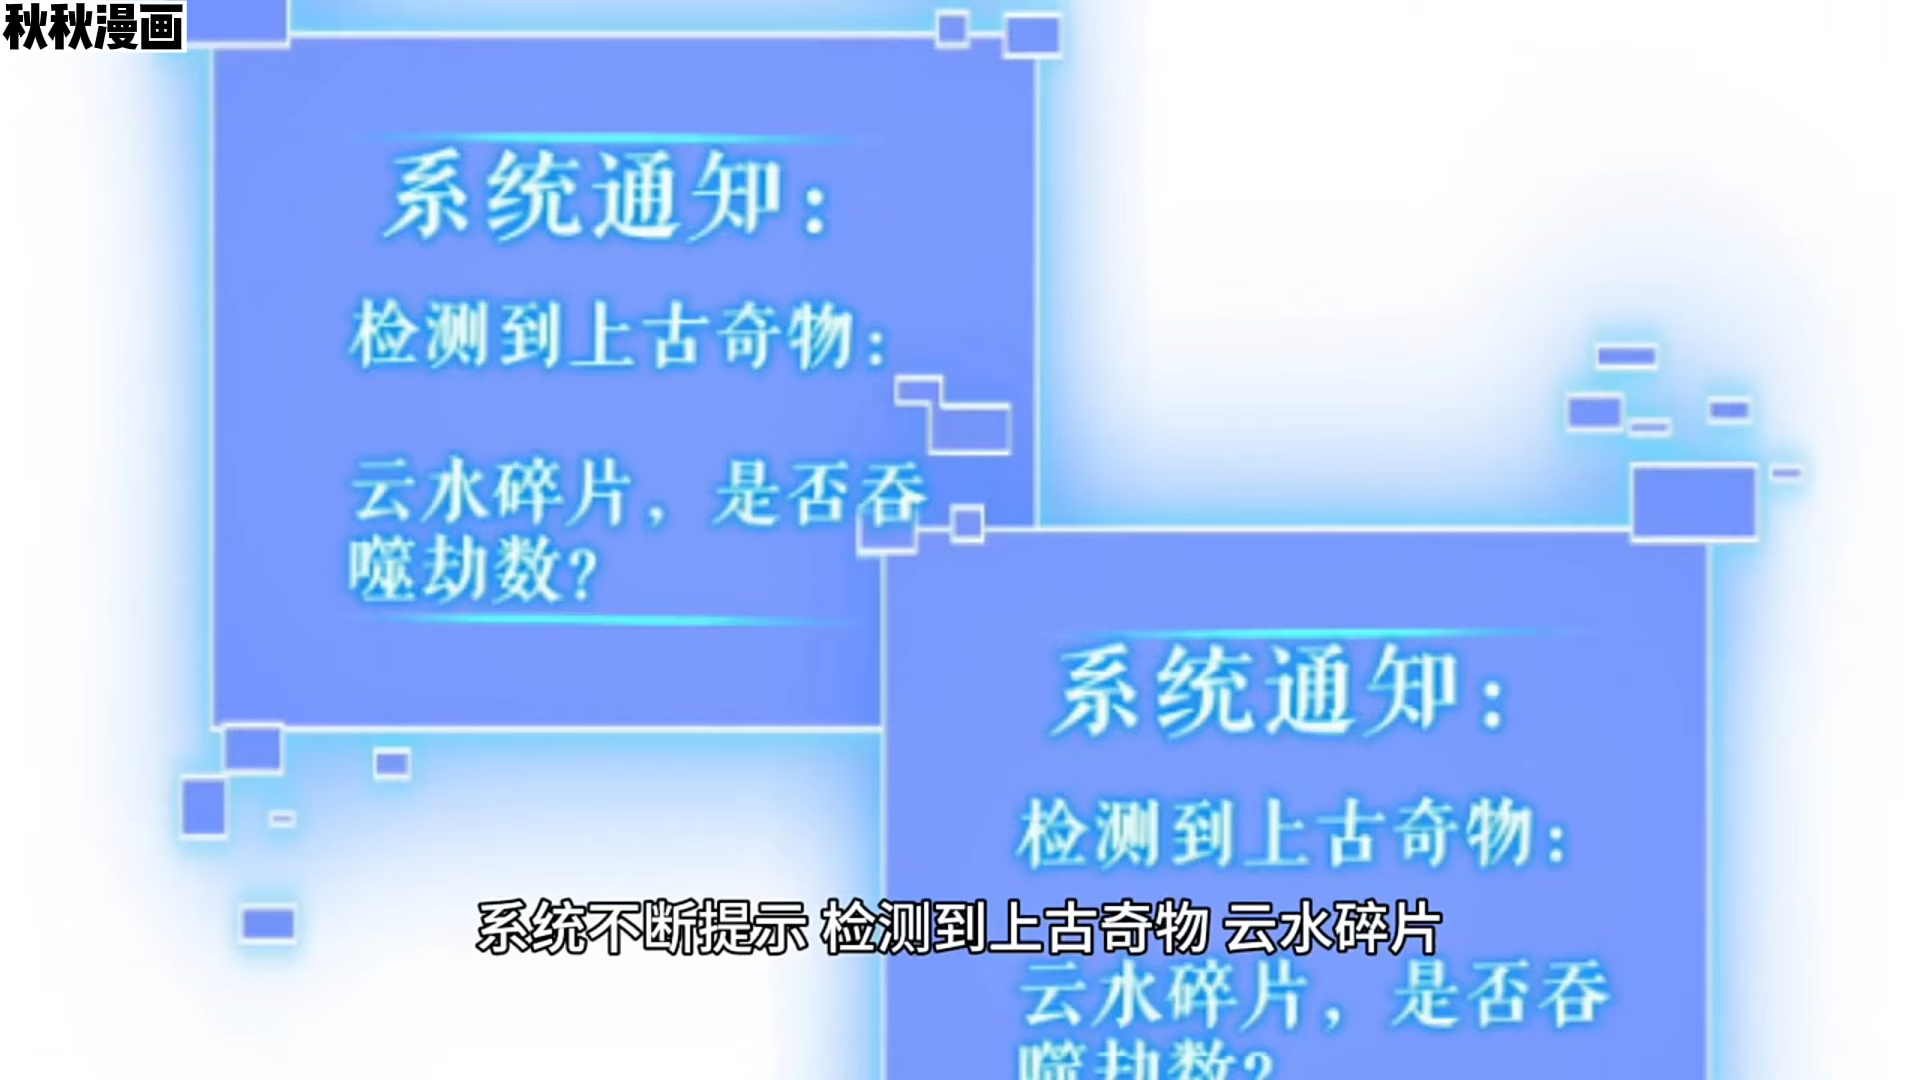 秋秋漫画
系统通知：
检测到上古奇物：
云水碎片，是否吞
噬劫数？
系统通知：
检测到上古奇物：
系统不断提示 检测到上古奇物 云水碎片
云水碎片，是否吞
噬劫数？